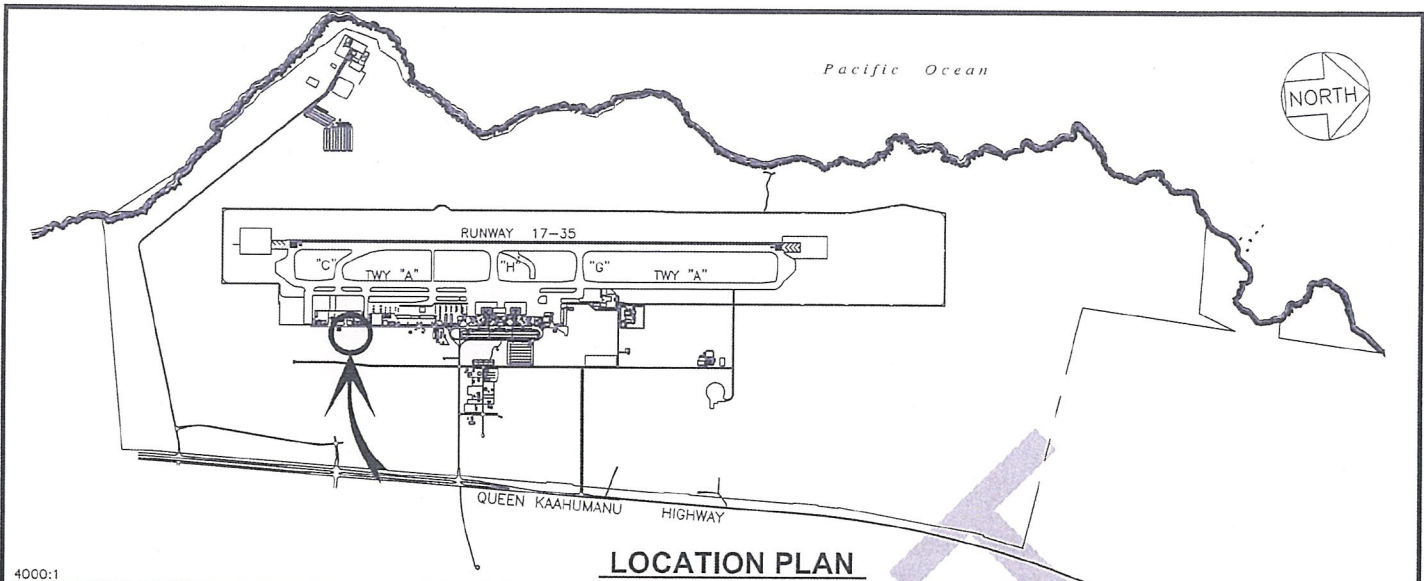 Pacific Ocean
NORTH
RUNWAY 17-35
"C" TWY "A" "H" "G" TWY "A"
QUEEN KAAHUMANU HIGHWAY
LOCATION PLAN
4000:1